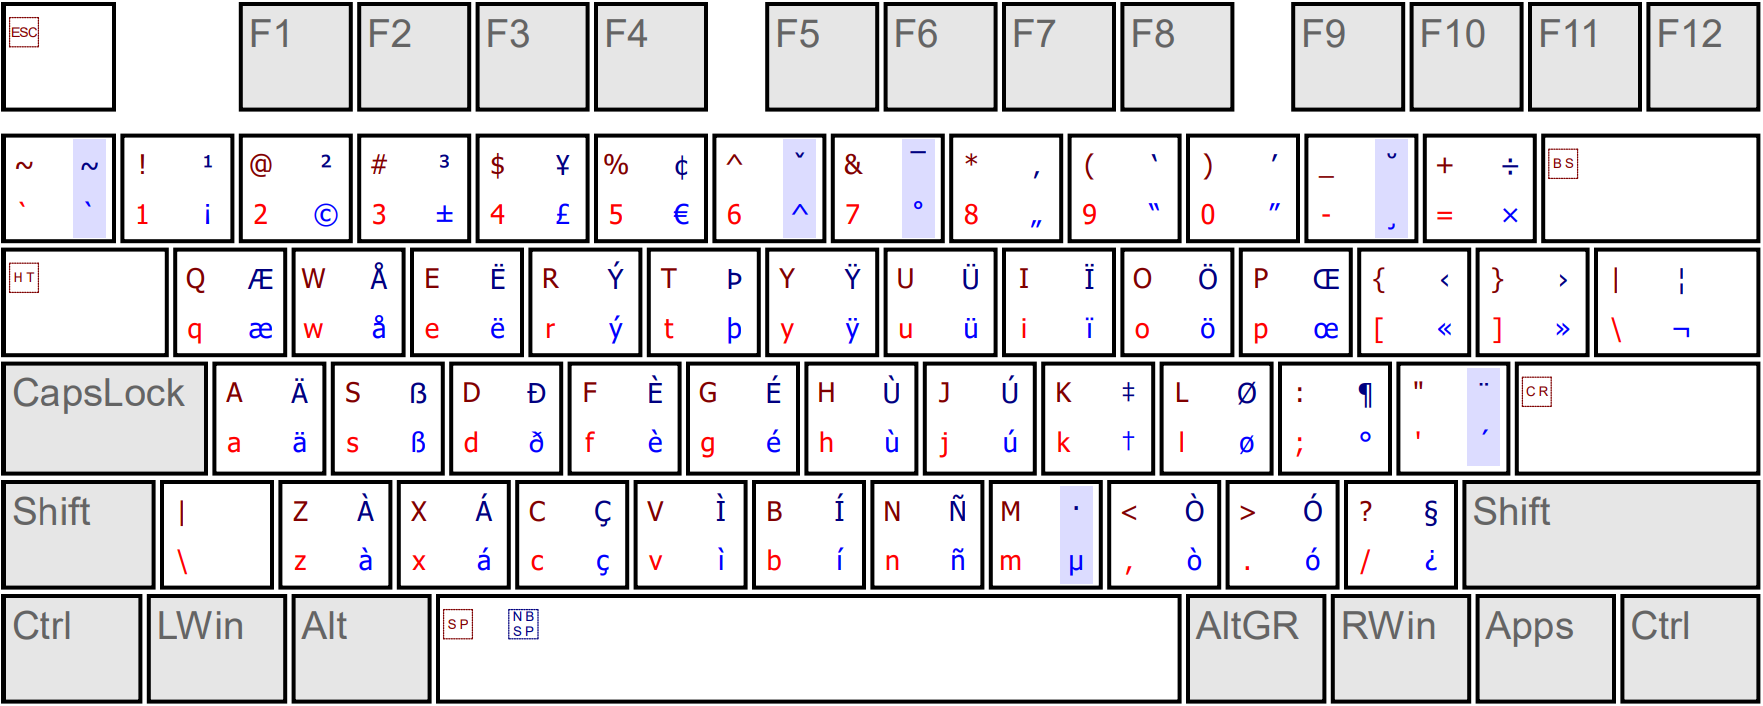 ESC F1 F2 F3 F4 F5 F6 F7 F8 F9 F10 F11 F12
~ ~ ! ¹ @ ² # ³ $ ¥ % ¢ ^ ˇ & ¯ * ‚ ( ‘ ) ’ _ ˘ + ÷ BS
` ` 1 ¡ 2 © 3 ± 4 £ 5 € 6 ^ 7 ° 8 „ 9 “ 0 ” - ¸ = ×
HT Q Æ W Å E Ë R Ý T Þ Y Ÿ U Ü I Ï O Ö P Œ { ‹ } › | ¦
q æ w å e ë r ý t þ y ÿ u ü i ï o ö p œ [ « ] » \ ¬
CapsLock A Ä S ß D Đ F È G É H Ù J Ú K ‡ L Ø : ¶ " ¨ CR
a ä s ß d ð f è g é h ù j ú k † l ø ; ° ' ´
Shift | Z À X Á C Ç V Ì B Í N Ñ M · < Ò > Ó ? § Shift
\ z à x á c ç v ì b í n ñ m µ , ò . ó / ¿
Ctrl LWin Alt SP NB AltGR RWin Apps Ctrl
SP